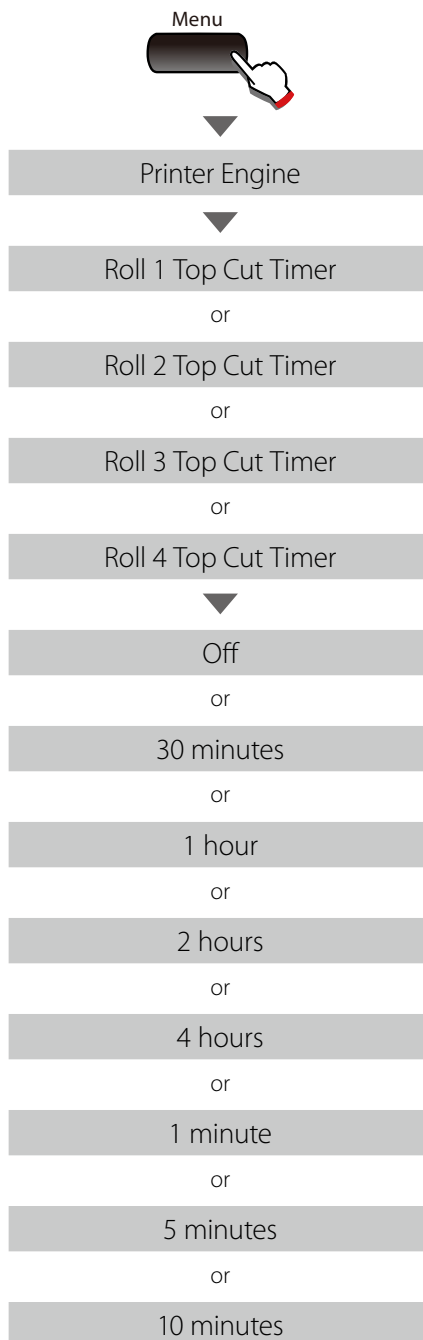 Menu
Printer Engine
Roll 1 Top Cut Timer
or
Roll 2 Top Cut Timer
or
Roll 3 Top Cut Timer
or
Roll 4 Top Cut Timer
Off
or
30 minutes
or
1 hour
or
2 hours
or
4 hours
or
1 minute
or
5 minutes
or
10 minutes